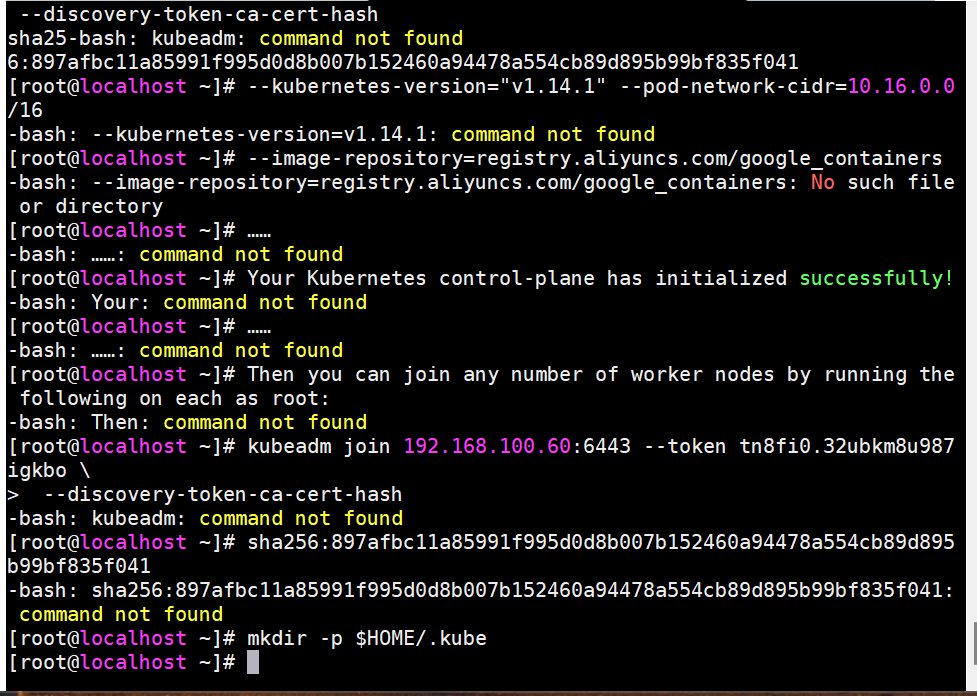 --discovery-token-ca-cert-hash
sha25-bash: kubeadm: command not found
6:897afbc11a85991f995d0d8b007b152460a94478a554cb89d895b99bf835f041
[root@localhost ~]# --kubernetes-version="v1.14.1" --pod-network-cidr=10.16.0.0
/16
-bash: --kubernetes-version=v1.14.1: command not found
[root@localhost ~]# --image-repository=registry.aliyuncs.com/google_containers
-bash: --image-repository=registry.aliyuncs.com/google_containers: No such file
 or directory
[root@localhost ~]# ……
-bash: ……: command not found
[root@localhost ~]# Your Kubernetes control-plane has initialized successfully!
-bash: Your: command not found
[root@localhost ~]# ……
-bash: ……: command not found
[root@localhost ~]# Then you can join any number of worker nodes by running the
 following on each as root:
-bash: Then: command not found
[root@localhost ~]# kubeadm join 192.168.100.60:6443 --token tn8fi0.32ubkm8u987
igkbo \
>  --discovery-token-ca-cert-hash
-bash: kubeadm: command not found
[root@localhost ~]# sha256:897afbc11a85991f995d0d8b007b152460a94478a554cb89d895
b99bf835f041
-bash: sha256:897afbc11a85991f995d0d8b007b152460a94478a554cb89d895b99bf835f041:
 command not found
[root@localhost ~]# mkdir -p $HOME/.kube
[root@localhost ~]#